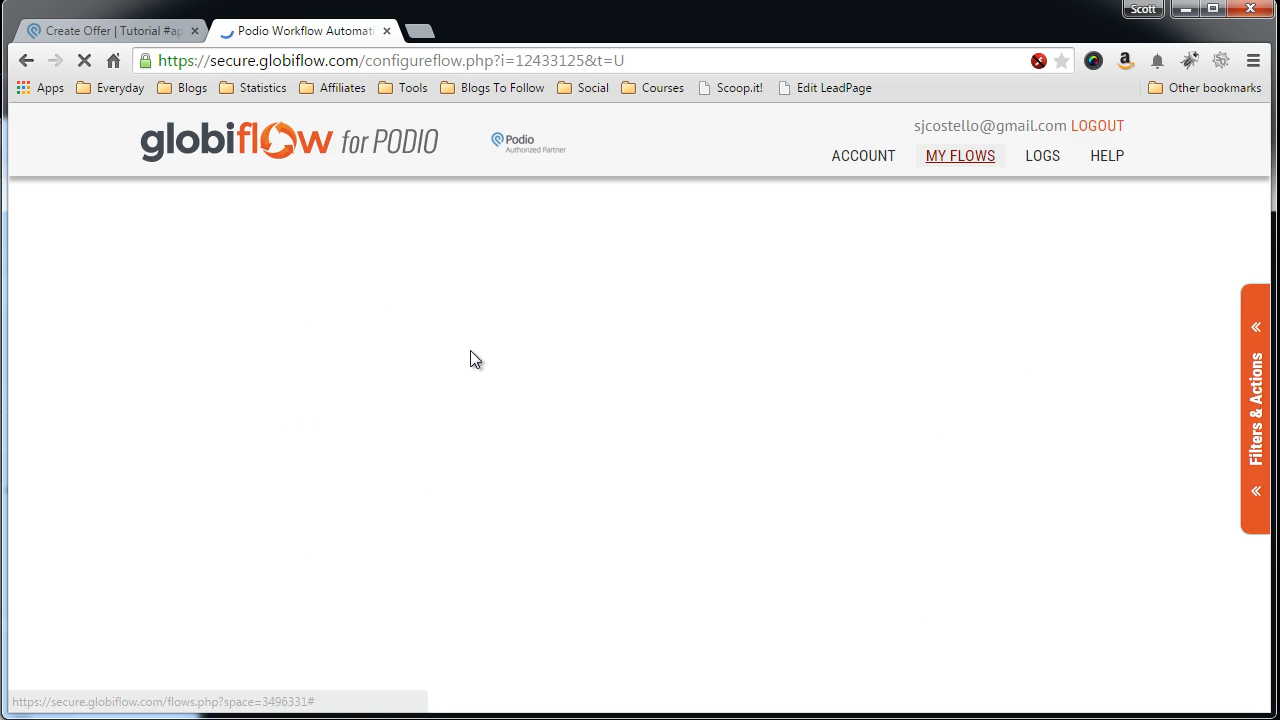 Scott
Create Offer | Tutorial #ap
Podio Workflow Automati
https://secure.globiflow.com/configureflow.php?i=12433125&t=U
Apps Everyday Blogs Statistics Affiliates Tools Blogs To Follow Social Courses Scoop.it! Edit LeadPage Other bookmarks
globiflow for PODIO
Podio
Authorized Partner
sjcostello@gmail.com LOGOUT
ACCOUNT MY FLOWS LOGS HELP
« Filters & Actions «
https://secure.globiflow.com/flows.php?space=3496331#